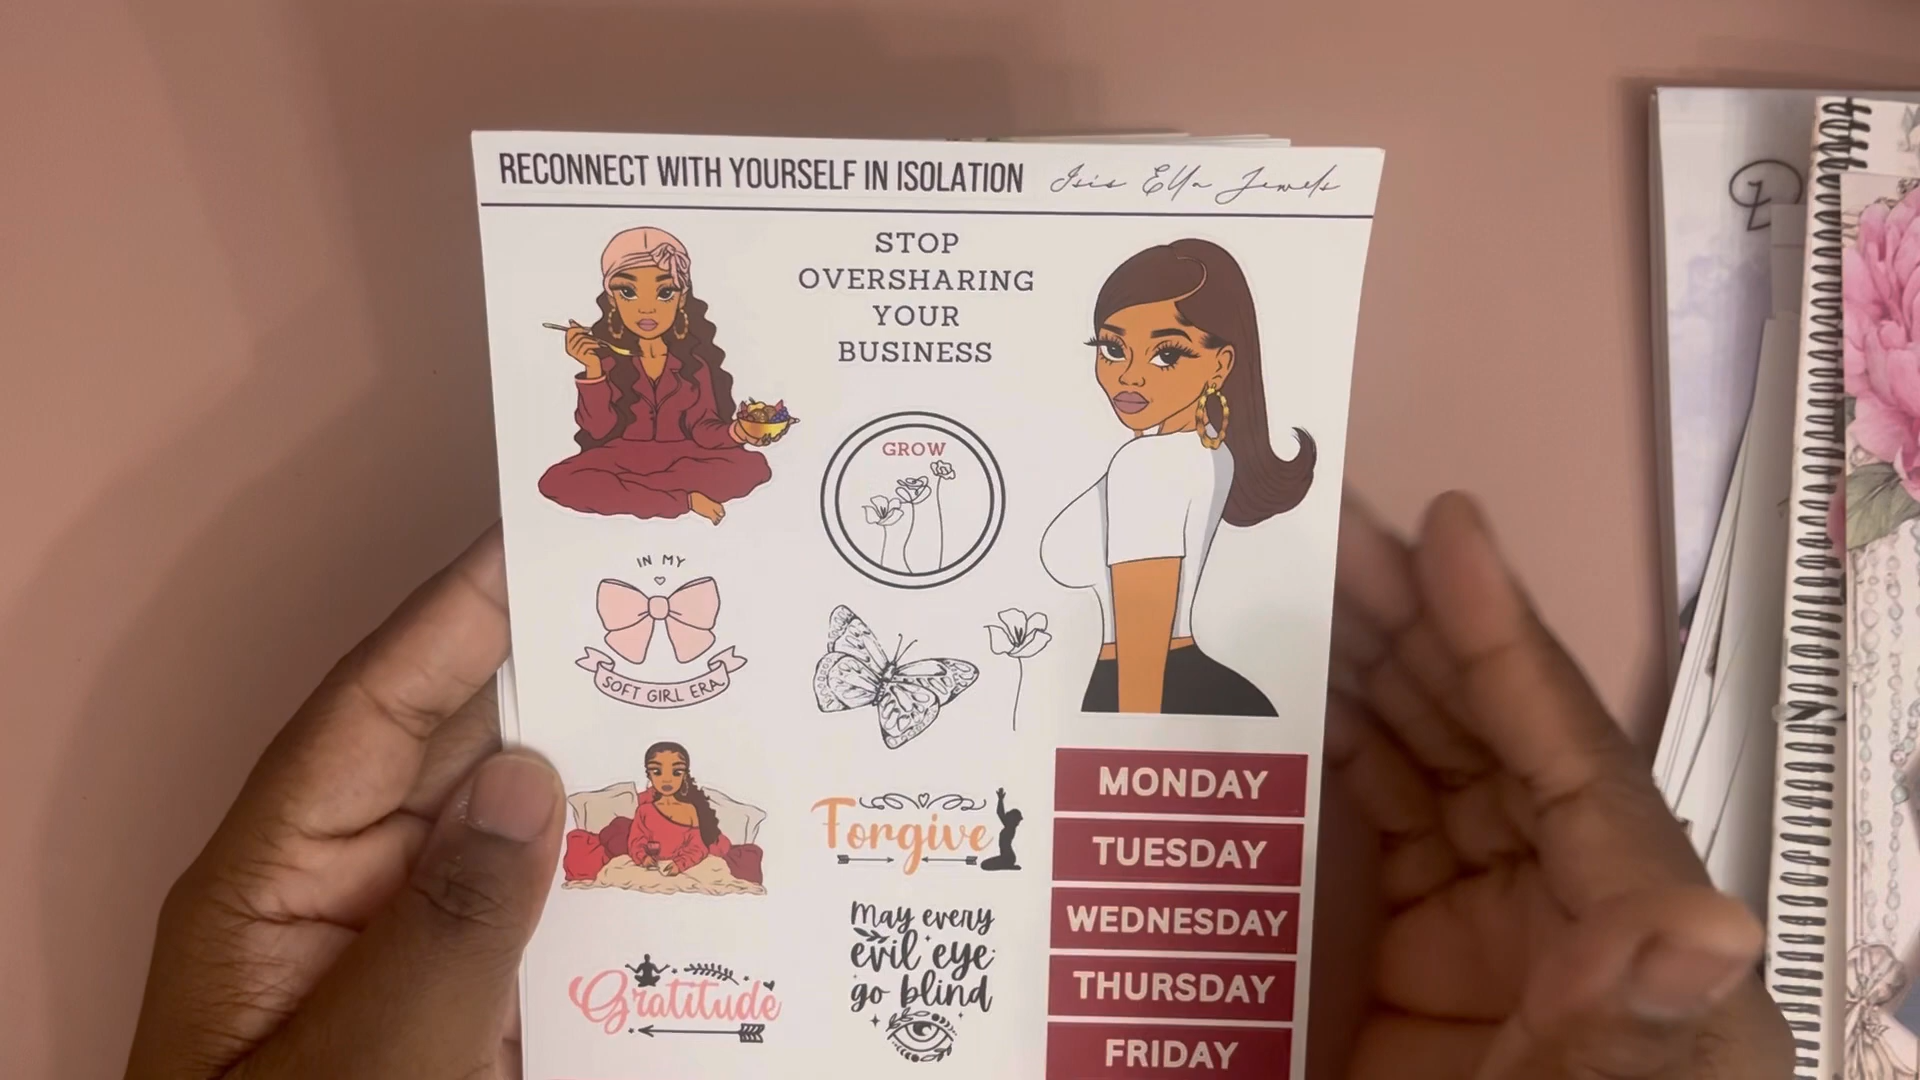 RECONNECT WITH YOURSELF IN ISOLATION Isis Ella Jewels
STOP
OVERSHARING
YOUR
BUSINESS
GROW
IN MY
SOFT GIRL ERA
Forgive
Gratitude
May every
evil eye
go blind
MONDAY
TUESDAY
WEDNESDAY
THURSDAY
FRIDAY